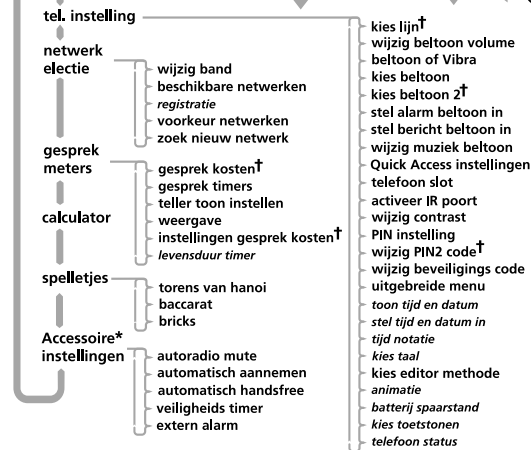 tel. instelling
kies lijn†
wijzig beltoon volume
beltoon of Vibra
kies beltoon
kies beltoon 2†
stel alarm beltoon in
stel bericht beltoon in
wijzig muziek beltoon
Quick Access instellingen
telefoon slot
activeer IR poort
wijzig contrast
PIN instelling
wijzig PIN2 code†
wijzig beveiligings code
uitgebreide menu
toon tijd en datum
stel tijd en datum in
tijd notatie
kies taal
kies editor methode
animatie
batterij spaarstand
kies toetstonen
telefoon status
netwerk
electie
wijzig band
beschikbare netwerken
registratie
voorkeur netwerken
zoek nieuw netwerk
gesprek
meters
gesprek kosten†
gesprek timers
teller toon instellen
weergave
instellingen gesprek kosten†
levensduur timer
calculator
spelletjes
torens van hanoi
baccarat
bricks
Accessoire*
instellingen
autoradio mute
automatisch aannemen
automatisch handsfree
veiligheids timer
extern alarm